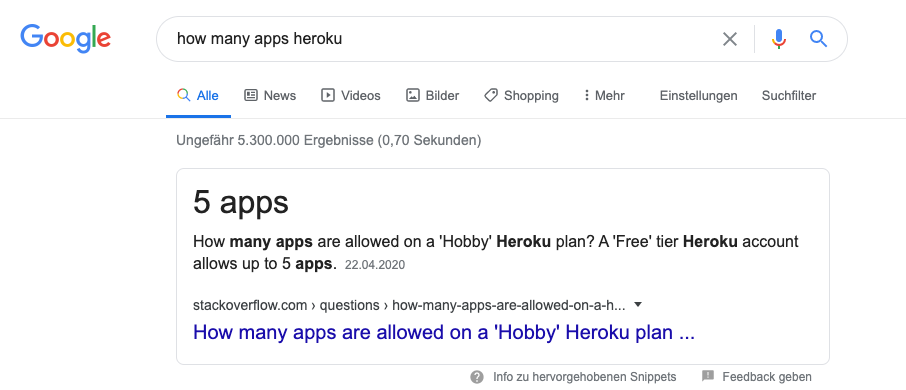 Google
how many apps heroku
Alle News Videos Bilder Shopping Mehr Einstellungen Suchfilter
Ungefähr 5.300.000 Ergebnisse (0,70 Sekunden)
5 apps
How many apps are allowed on a 'Hobby' Heroku plan? A 'Free' tier Heroku account
allows up to 5 apps. 22.04.2020
stackoverflow.com › questions › how-many-apps-are-allowed-on-a-h...
How many apps are allowed on a 'Hobby' Heroku plan ...
Info zu hervorgehobenen Snippets Feedback geben